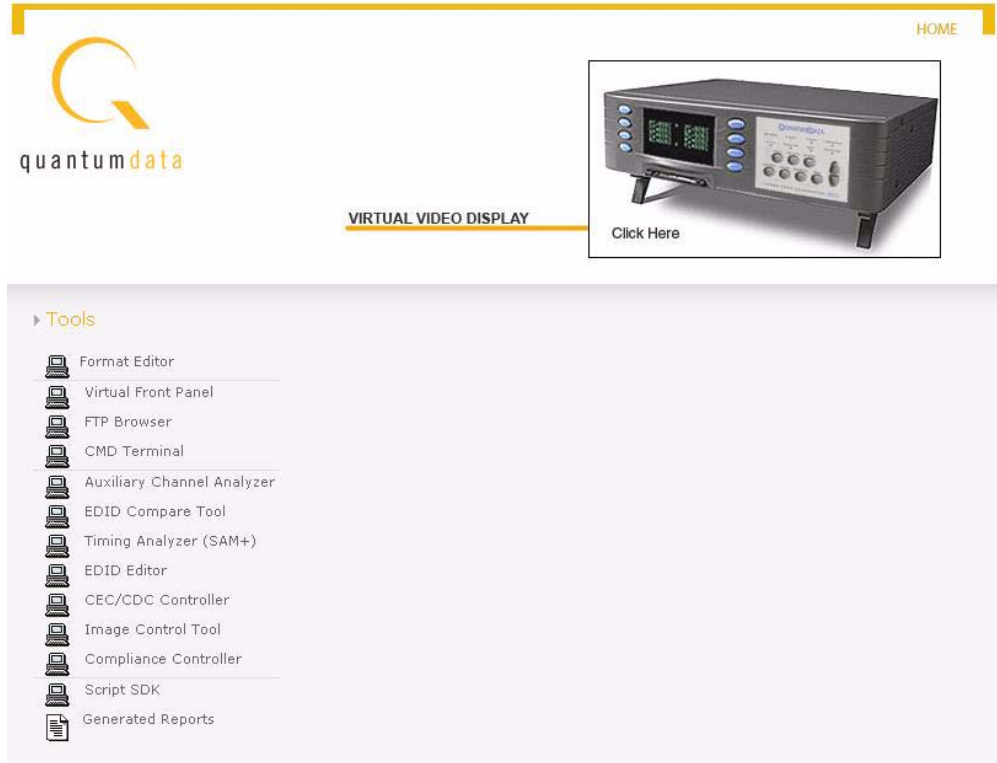 HOME
quantumdata
VIRTUAL VIDEO DISPLAY
Click Here
Tools
Format Editor
Virtual Front Panel
FTP Browser
CMD Terminal
Auxiliary Channel Analyzer
EDID Compare Tool
Timing Analyzer (SAM+)
EDID Editor
CEC/CDC Controller
Image Control Tool
Compliance Controller
Script SDK
Generated Reports